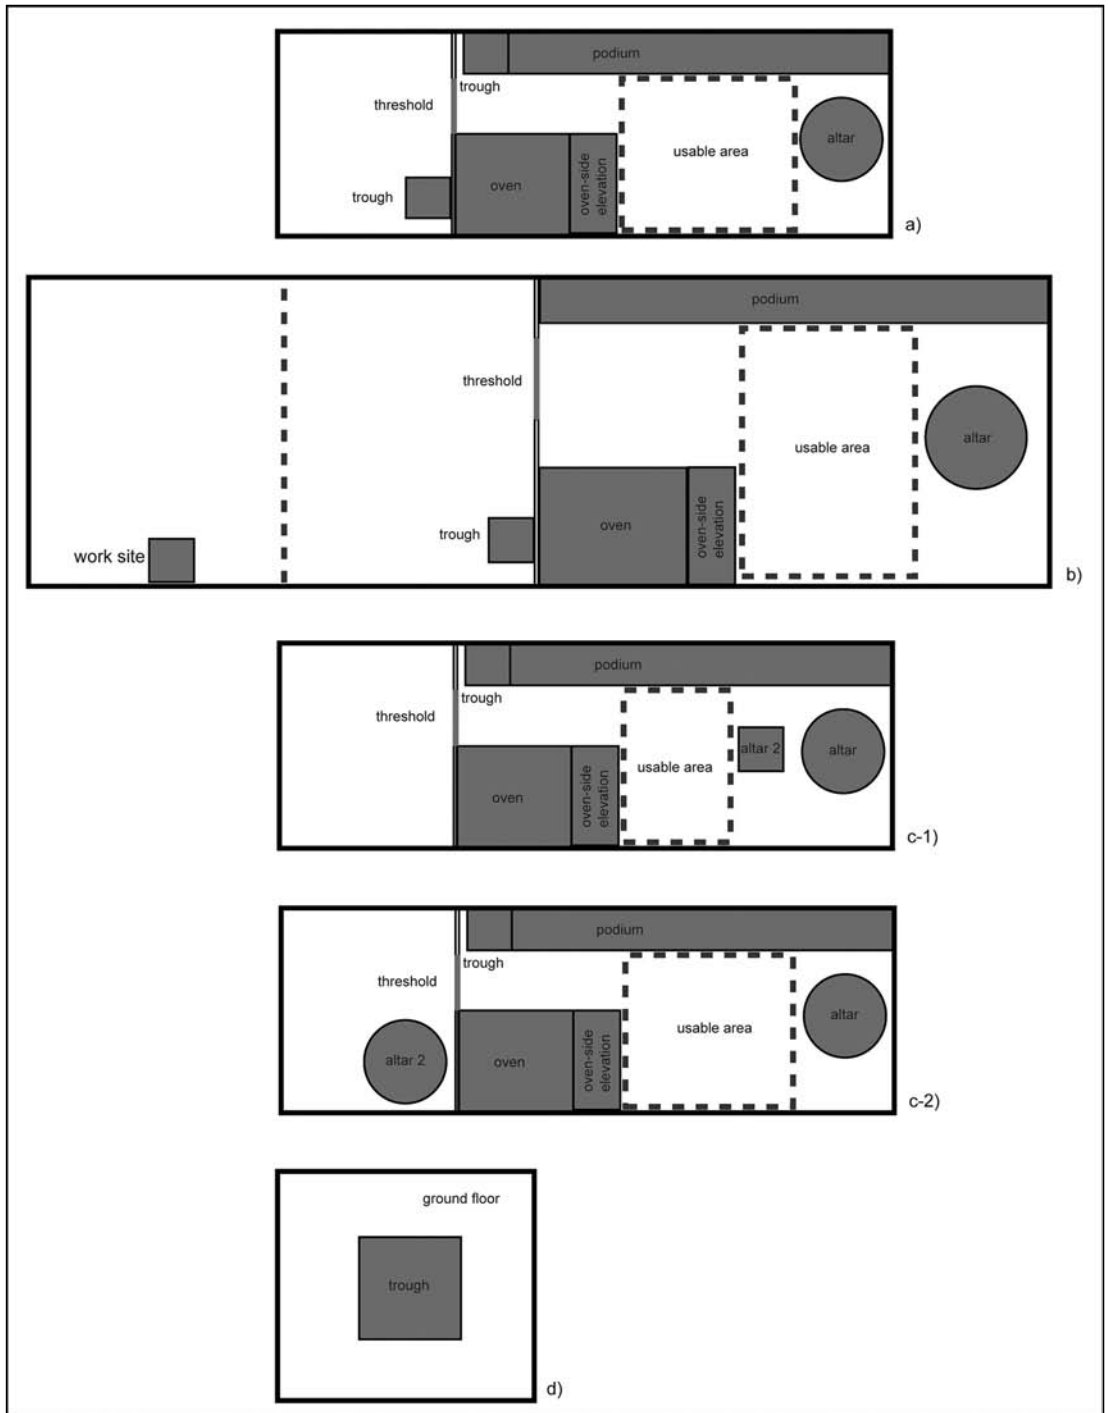 podium
trough
threshold
altar
usable area
oven
oven-side
elevation
trough
a)
podium
threshold
altar
usable area
oven
oven-side
elevation
trough
work site
b)
podium
trough
threshold
altar 2
altar
usable area
oven
oven-side
elevation
c-1)
podium
trough
threshold
altar
usable area
altar 2
oven
oven-side
elevation
c-2)
ground floor
trough
d)